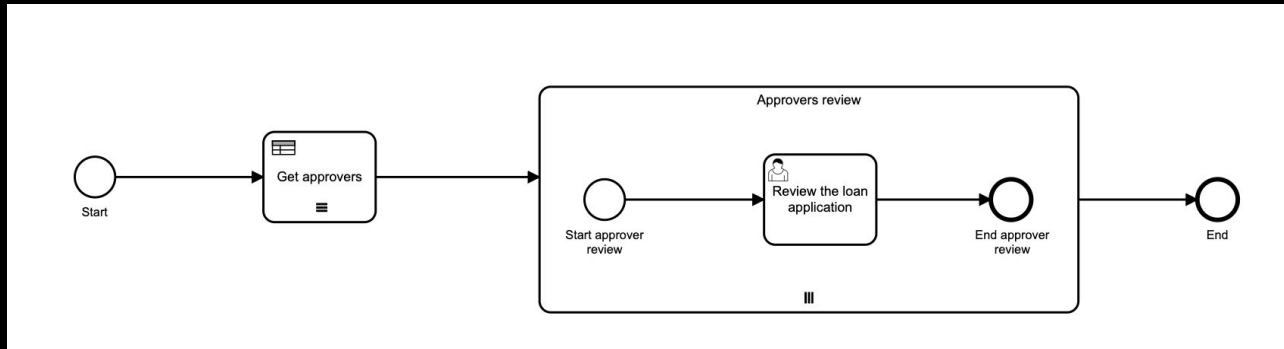 Approvers review
Start
Get approvers
Start approver
review
Review the loan
application
End approver
review
End